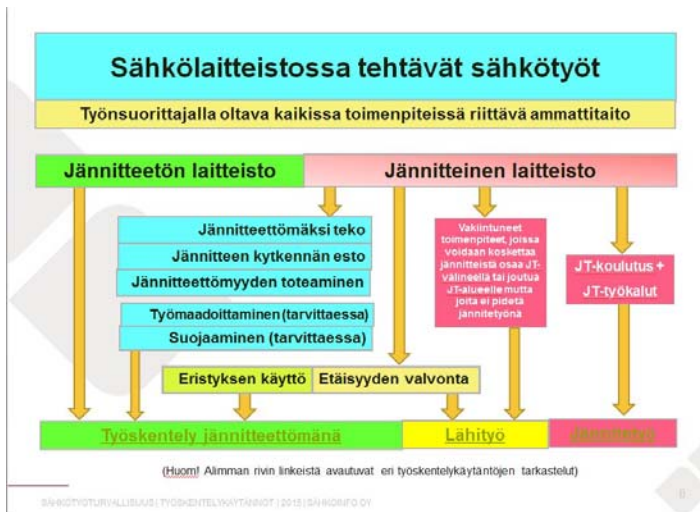 Sähkölaitteistossa tehtävät sähkötyöt
Työnsuorittajalla oltava kaikissa toimenpiteissä riittävä ammattitaito
Jännitteetön laitteisto
Jännitteinen laitteisto
Jännitteettömäksi teko
Jännitteen kytkennän esto
Jännitteettömyyden toteaminen
Työmaadoittaminen (tarvittaessa)
Suojaaminen (tarvittaessa)
Vakiintuneet
toimenpiteet, joissa
voidaan koskettaa
jännitteistä osaa JT-
välineellä tai joutua
JT-alueelle mutta
joita ei pidetä
jännitetyönä
JT-koulutus +
JT-työkalut
Eristyksen käyttö
Etäisyyden valvonta
Työskentely jännitteettömänä
Lähityö
Jännitetyö
(Huom! Alimman rivin linkeistä avautuvat eri työskentelykäytäntöjen tarkastelut)
SÄHKÖTYÖTURVALLISUUS | TYÖSKENTELYKÄYTÄNNÖT | 2015 | SÄHKÖINFO OY
6